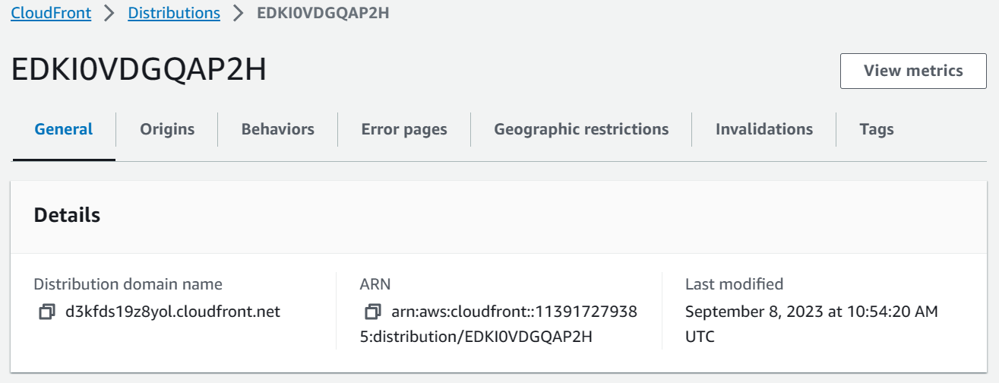 CloudFront > Distributions > EDKI0VDGQAP2H
EDKI0VDGQAP2H
View metrics
General
Origins
Behaviors
Error pages
Geographic restrictions
Invalidations
Tags
Details
Distribution domain name
d3kfds19z8yol.cloudfront.net
ARN
arn:aws:cloudfront::11391727938
5:distribution/EDKI0VDGQAP2H
Last modified
September 8, 2023 at 10:54:20 AM
UTC